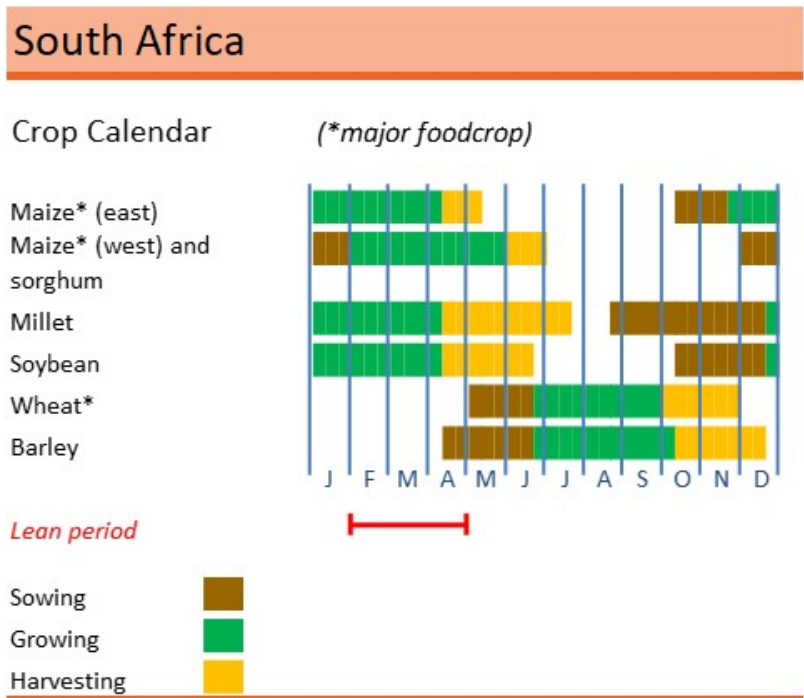 South Africa
Crop Calendar (*major foodcrop)
Maize* (east)
Maize* (west) and
sorghum
Millet
Soybean
Wheat*
Barley
J F M A M J J A S O N D
Lean period
Sowing
Growing
Harvesting